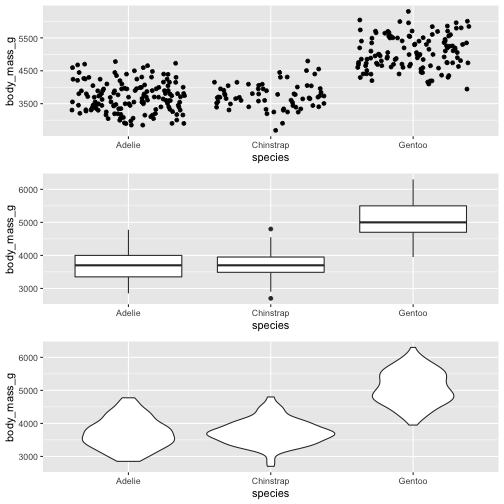 body_mass_g
5500
4500
3500
Adelie Chinstrap Gentoo
species
body_mass_g
6000
5000
4000
3000
Adelie Chinstrap Gentoo
species
body_mass_g
6000
5000
4000
3000
Adelie Chinstrap Gentoo
species